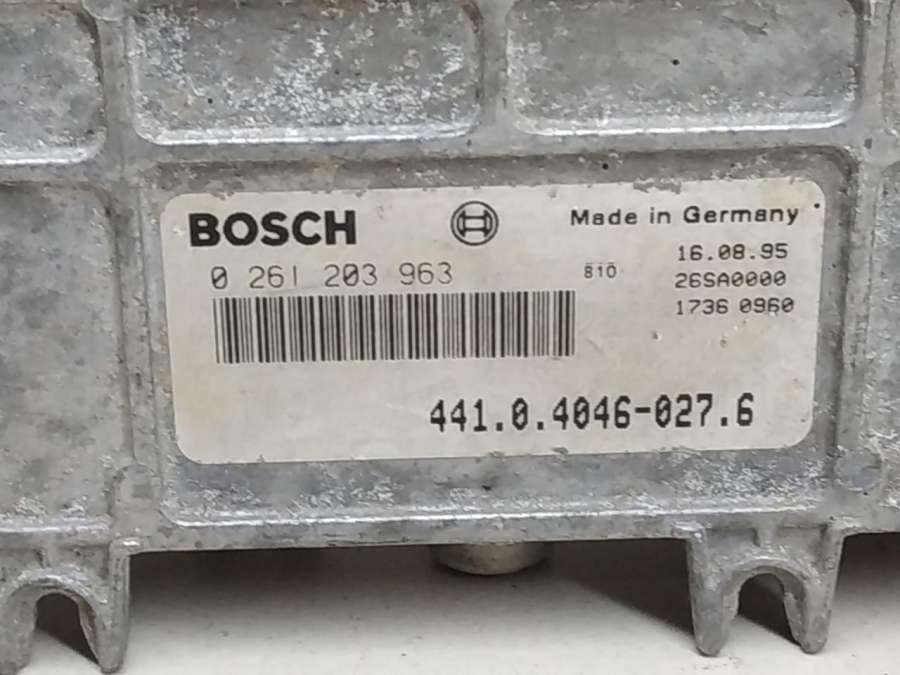 BOSCH
Made in Germany
0 261 203 963
810
16.08.95
26SA0000
1736 0960
441.0.4046-027.6